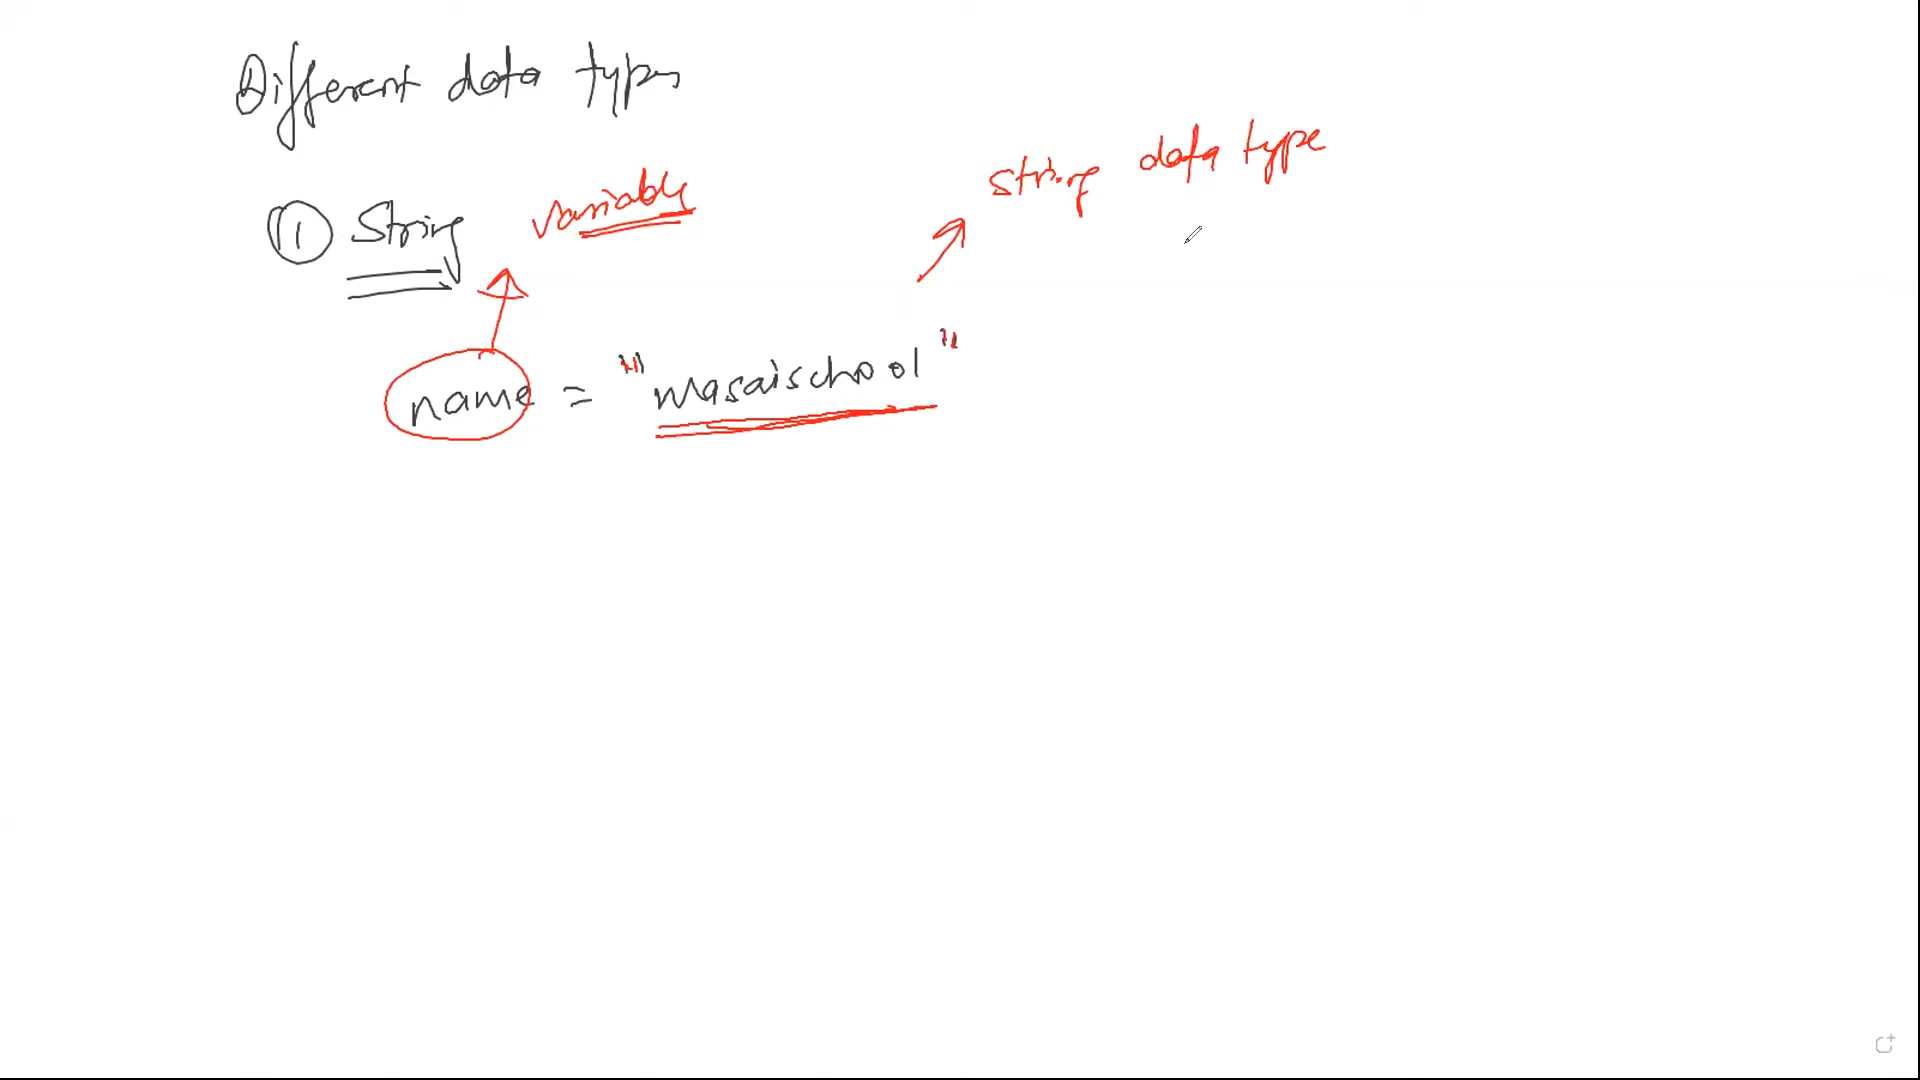 Different data types
string data type
① String variable
name = "masaischool"